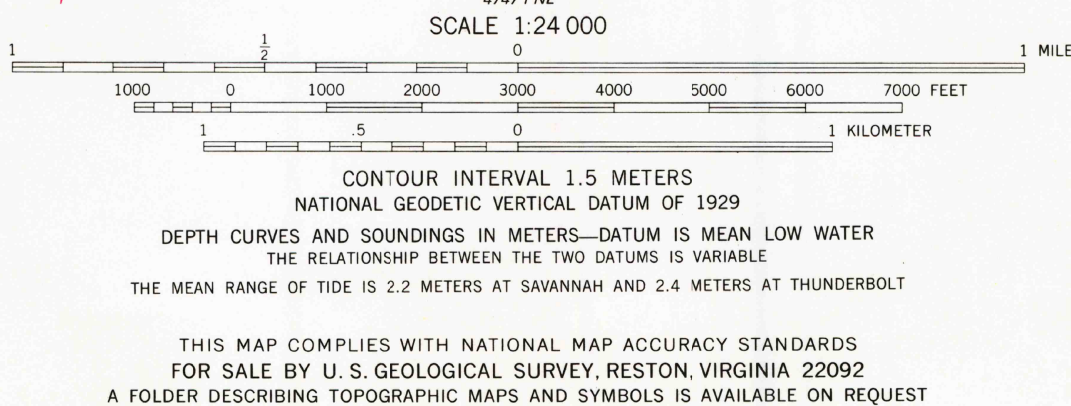 SCALE 1:24 000
1 1/2 0 1 MILE
1000 0 1000 2000 3000 4000 5000 6000 7000 FEET
1 .5 0 1 KILOMETER
CONTOUR INTERVAL 1.5 METERS
NATIONAL GEODETIC VERTICAL DATUM OF 1929
DEPTH CURVES AND SOUNDINGS IN METERS—DATUM IS MEAN LOW WATER
THE RELATIONSHIP BETWEEN THE TWO DATUMS IS VARIABLE
THE MEAN RANGE OF TIDE IS 2.2 METERS AT SAVANNAH AND 2.4 METERS AT THUNDERBOLT
THIS MAP COMPLIES WITH NATIONAL MAP ACCURACY STANDARDS
FOR SALE BY U. S. GEOLOGICAL SURVEY, RESTON, VIRGINIA 22092
A FOLDER DESCRIBING TOPOGRAPHIC MAPS AND SYMBOLS IS AVAILABLE ON REQUEST